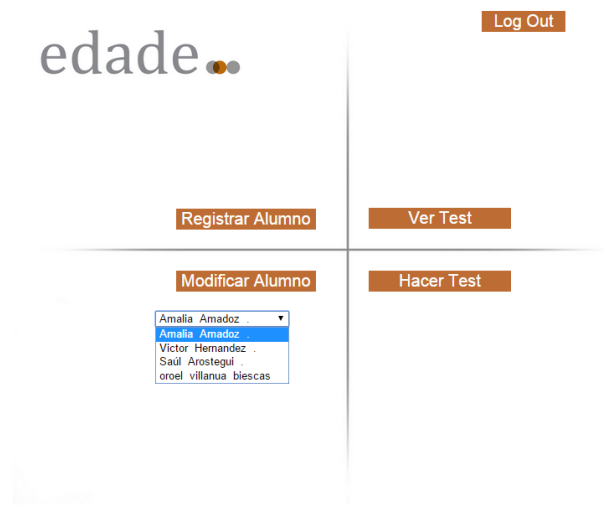 Log Out
edade
Registrar Alumno
Ver Test
Modificar Alumno
Hacer Test
Amalia Amadoz .
Amalia Amadoz .
Victor Hernandez .
Saúl Arostegui .
oroel villanua biescas